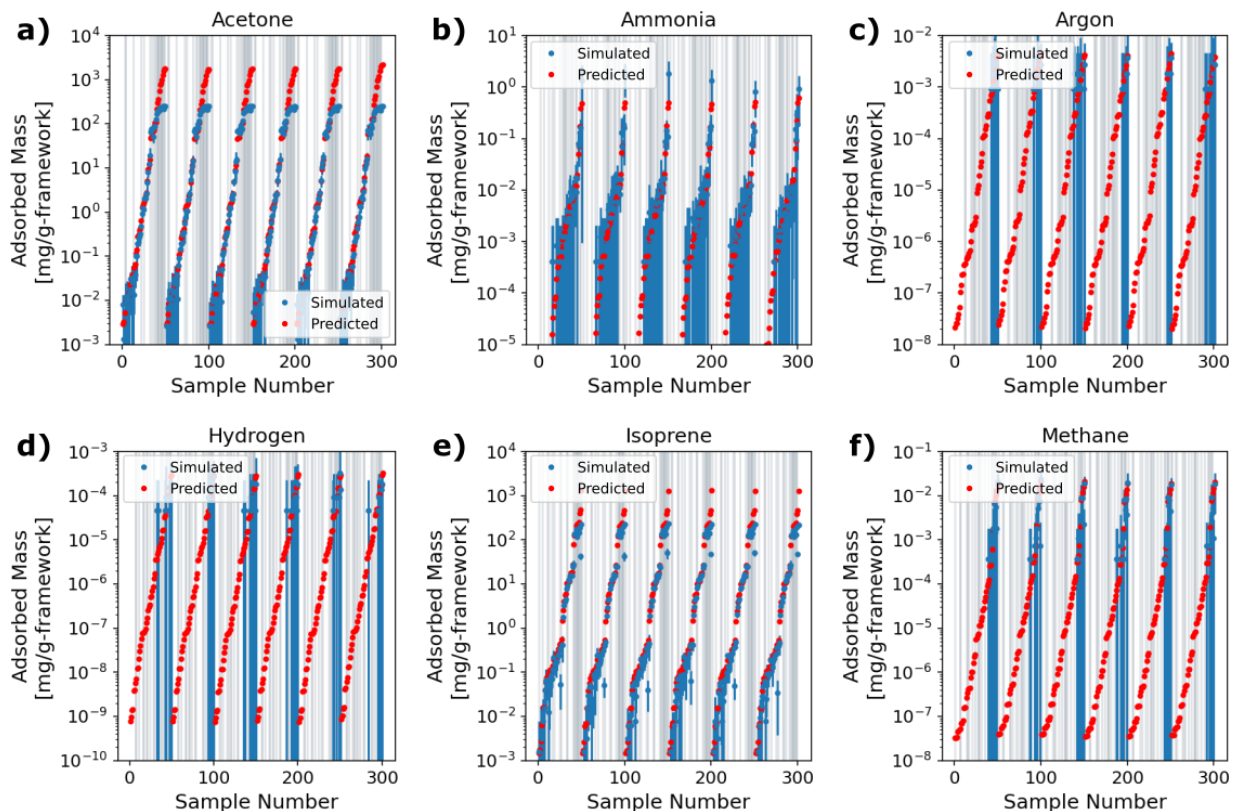 a)
Acetone
10^4
10^3
10^2
10^1
10^0
10^-1
10^-2
10^-3
Adsorbed Mass
[mg/g-framework]
Simulated
Predicted
0 100 200 300
Sample Number
b)
Ammonia
10^1
10^0
10^-1
10^-2
10^-3
10^-4
10^-5
Adsorbed Mass
[mg/g-framework]
Simulated
Predicted
0 100 200 300
Sample Number
c)
Argon
10^-2
10^-3
10^-4
10^-5
10^-6
10^-7
10^-8
Adsorbed Mass
[mg/g-framework]
Simulated
Predicted
0 100 200 300
Sample Number
d)
Hydrogen
10^-3
10^-4
10^-5
10^-6
10^-7
10^-8
10^-9
10^-10
Adsorbed Mass
[mg/g-framework]
Simulated
Predicted
0 100 200 300
Sample Number
e)
Isoprene
10^4
10^3
10^2
10^1
10^0
10^-1
10^-2
10^-3
Adsorbed Mass
[mg/g-framework]
Simulated
Predicted
0 100 200 300
Sample Number
f)
Methane
10^-1
10^-2
10^-3
10^-4
10^-5
10^-6
10^-7
10^-8
Adsorbed Mass
[mg/g-framework]
Simulated
Predicted
0 100 200 300
Sample Number